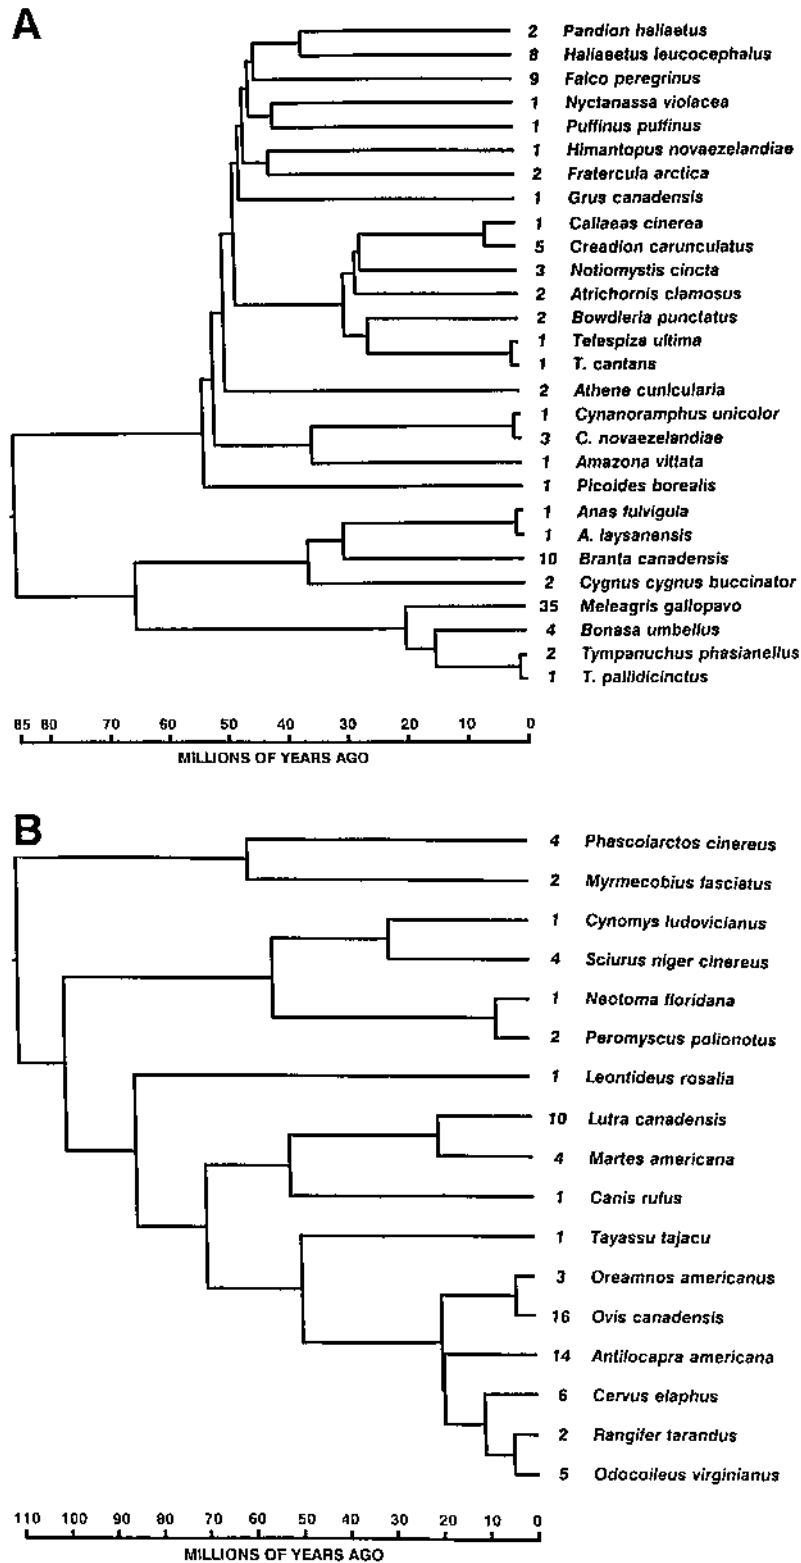 A
2 Pandion haliaetus
8 Haliaeetus leucocephalus
9 Falco peregrinus
1 Nyctanassa violacea
1 Puffinus puffinus
1 Himantopus novaezelandiae
2 Fratercula arctica
1 Grus canadensis
1 Callaeas cinerea
5 Creadion carunculatus
3 Notiomystis cincta
2 Atrichornis clamosus
2 Bowdleria punctatus
1 Telespiza ultima
1 T. cantans
2 Athene cunicularia
1 Cynanoramphus unicolor
3 C. novaezelandiae
1 Amazona vittata
1 Picoides borealis
1 Anas fulvigula
1 A. laysanensis
10 Branta canadensis
2 Cygnus cygnus buccinator
35 Meleagris gallopavo
4 Bonasa umbellus
2 Tympanuchus phasianellus
1 T. pallidicinctus
85 80 70 60 50 40 30 20 10 0
MILLIONS OF YEARS AGO
B
4 Phascolarctos cinereus
2 Myrmecobius fasciatus
1 Cynomys ludovicianus
4 Sciurus niger cinereus
1 Neotoma floridana
2 Peromyscus polionotus
1 Leontideus rosalia
10 Lutra canadensis
4 Martes americana
1 Canis rufus
1 Tayassu tajacu
3 Oreamnos americanus
16 Ovis canadensis
14 Antilocapra americana
6 Cervus elaphus
2 Rangifer tarandus
5 Odocoileus virginianus
110 100 90 80 70 60 50 40 30 20 10 0
MILLIONS OF YEARS AGO